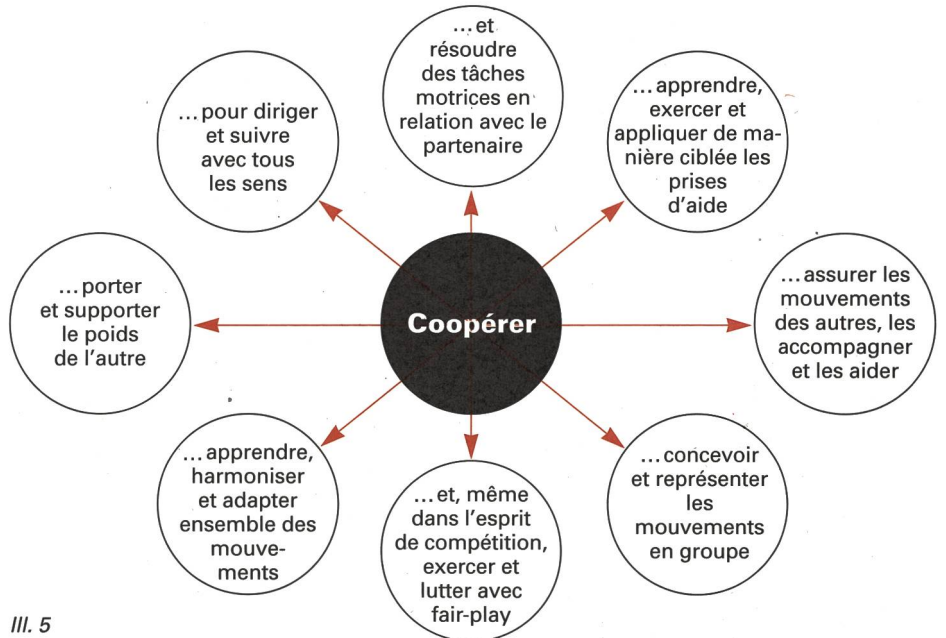 ...et
résoudre
des tâches
motrices en
relation avec le
partenaire
...pour diriger
et suivre
avec tous
les sens
...apprendre,
exercer et
appliquer de ma-
nière ciblée les
prises
d'aide
...porter
et supporter
le poids
de l'autre
Coopérer
...assurer les
mouvements
des autres, les
accompagner
et les aider
...apprendre,
harmoniser
et adapter
ensemble des
mouve-
ments
...et, même
dans l'esprit
de compétition,
exercer et
lutter avec
fair-play
...concevoir
et représenter
les
mouvements
en groupe
Ill. 5